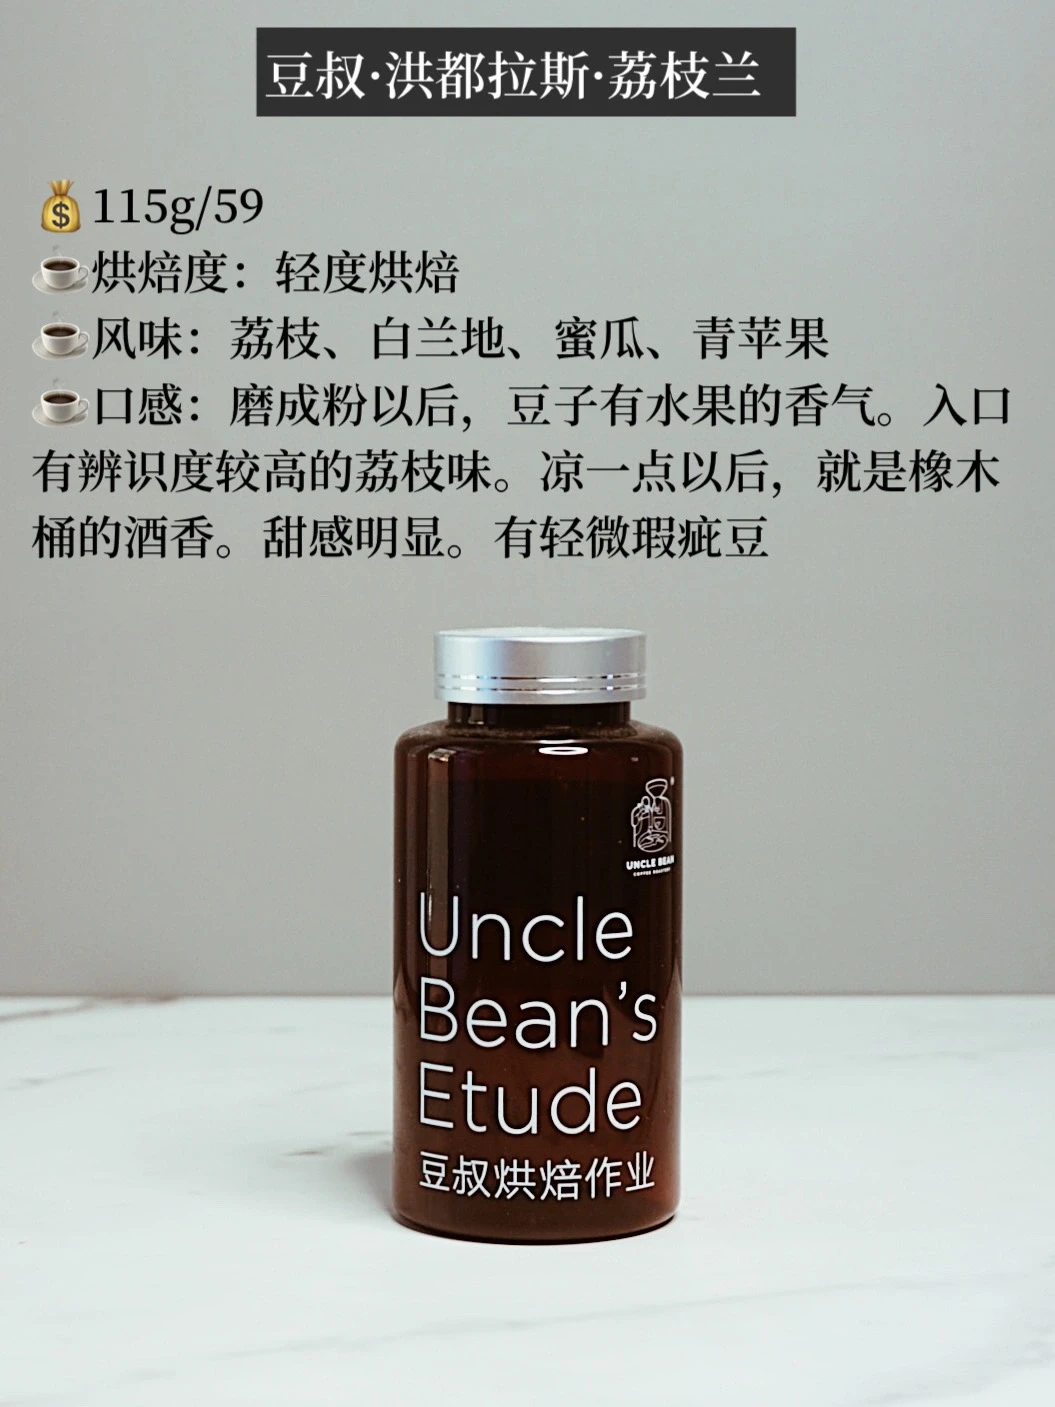 豆叔·洪都拉斯·荔枝兰
💰115g/59
☕烘焙度：轻度烘焙
☕风味：荔枝、白兰地、蜜瓜、青苹果
☕口感：磨成粉以后，豆子有水果的香气。入口
有辨识度较高的荔枝味。凉一点以后，就是橡木
桶的酒香。甜感明显。有轻微瑕疵豆
UNCLE BEAN
COFFEE ROASTERY
Uncle
Bean's
Etude
豆叔烘焙作业